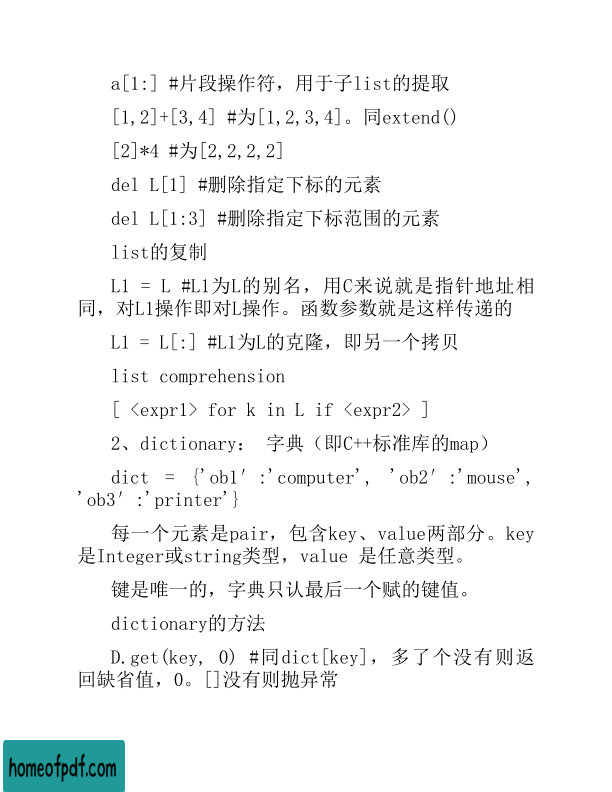 a[1:] #片段操作符，用于子list的提取
[1,2]+[3,4] #为[1,2,3,4]。同extend()
[2]*4 #为[2,2,2,2]
del L[1] #删除指定下标的元素
del L[1:3] #删除指定下标范围的元素
list的复制
L1 = L #L1为L的别名，用C来说就是指针地址相
同，对L1操作即对L操作。函数参数就是这样传递的
L1 = L[:] #L1为L的克隆，即另一个拷贝
list comprehension
[ <expr1> for k in L if <expr2> ]
2、dictionary： 字典（即C++标准库的map）
dict = {'ob1′:'computer', 'ob2′:'mouse',
'ob3′:'printer'}
每一个元素是pair，包含key、value两部分。key
是Integer或string类型，value 是任意类型。
键是唯一的，字典只认最后一个赋的键值。
dictionary的方法
D.get(key, 0) #同dict[key]，多了个没有则返
回缺省值，0。[]没有则抛异常
homeofpdf.com